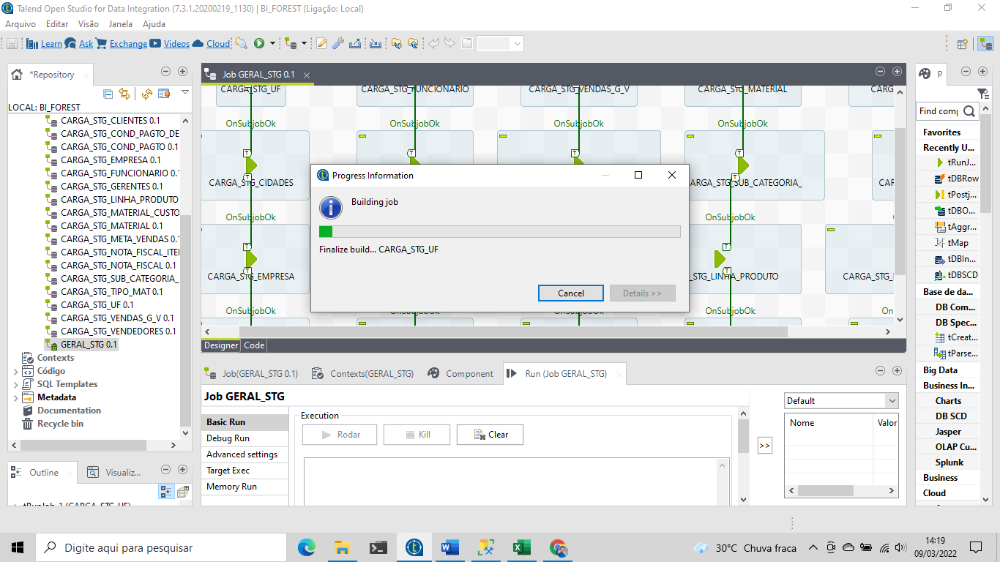 Talend Open Studio for Data Integration (7.3.1.20200219_1130) | BI_FOREST (Ligação: Local)
Arquivo Editar Visão Janela Ajuda
Learn Ask Exchange Videos Cloud
*Repository
LOCAL: BI_FOREST
CARGA_STG_CLIENTES 0.1
CARGA_STG_COND_PAGTO_DE
CARGA_STG_COND_PAGTO 0.1
CARGA_STG_EMPRESA 0.1
CARGA_STG_FUNCIONARIO 0.1
CARGA_STG_GERENTES 0.1
CARGA_STG_LINHA_PRODUTO
CARGA_STG_MATERIAL_CUSTO
CARGA_STG_MATERIAL 0.1
CARGA_STG_META_VENDAS 0.1
CARGA_STG_NOTA_FISCAL_ITE
CARGA_STG_NOTA_FISCAL 0.1
CARGA_STG_SUB_CATEGORIA_
CARGA_STG_TIPO_MAT 0.1
CARGA_STG_UF 0.1
CARGA_STG_VENDAS_G_V 0.1
CARGA_STG_VENDEDORES 0.1
GERAL_STG 0.1
Contexts
Código
SQL Templates
Metadata
Documentation
Recycle bin
Outline
Visualiz...
tRunJob_1 (CARGA_STG_UF)
Job GERAL_STG 0.1
CARGA_STG_UF CARGA_STG_FUNCIONARIO CARGA_STG_VENDAS_G_V CARGA_STG_MATERIAL CARG
OnSubjobOk OnSubjobOk OnSubjobOk OnSubjobOk
CARGA_STG_CIDADES ARGA_STG_SUB_CATEGORIA_ CAR
OnSubjobOk OnSubjobOk
CARGA_STG_EMPRESA _STG_LINHA_PRODUTO CARGA_STG_
OnSubjobOk OnSubjobOk OnSubjobOk OnSubjobOk On
Progress Information
Building job
Finalize build... CARGA_STG_UF
Cancel Details >>
Designer Code
Job(GERAL_STG 0.1) Contexts(GERAL_STG) Component Run (Job GERAL_STG)
Job GERAL_STG
Basic Run
Debug Run
Advanced settings
Target Exec
Memory Run
Execution
Rodar Kill Clear
>>
Default
Nome Valor
P
Find comp
Favorites
Recently U...
tRunJ...
tDBRow
tPostj...
tDBO...
tAggr...
tMap
tDBIn...
tDBSCD
Base de da...
DB Com...
DB Spec...
tCreat...
tParse...
Big Data
Business In...
Charts
DB SCD
Jasper
OLAP Cu...
Splunk
Business
Cloud
Digite aqui para pesquisar
30°C Chuva fraca
14:19
09/03/2022